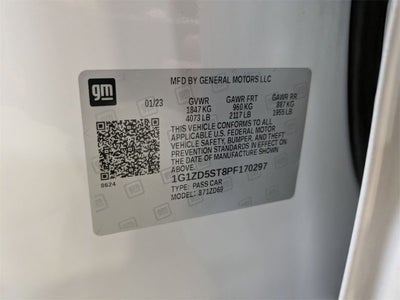 gm
MFD BY GENERAL MOTORS LLC
01/23 GVWR GAWR FRT GAWR RR
1847 KG 960 KG 887 KG
4073 LB 2117 LB 1955 LB
THIS VEHICLE CONFORMS TO ALL
APPLICABLE U.S. FEDERAL MOTOR
VEHICLE SAFETY, BUMPER, AND THEFT
PREVENTION STANDARDS IN EFFECT ON
THE DATE OF MANUFACTURE SHOWN
ABOVE.
1G1ZD5ST8PF170297
8624
TYPE: PASS CAR
MODEL: 871ZD69